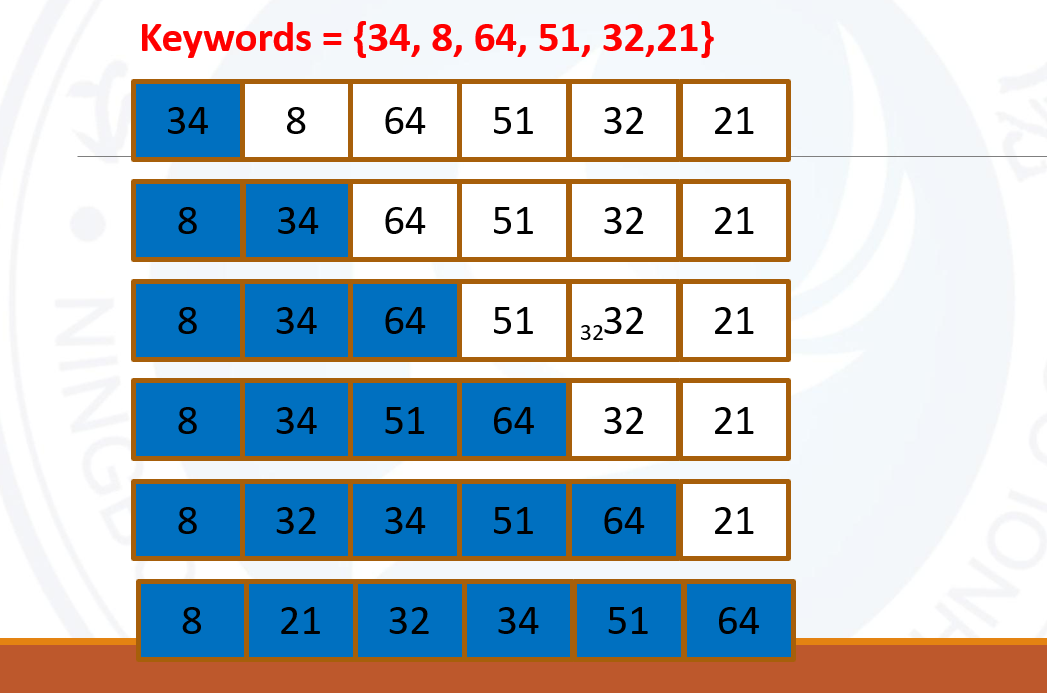 Keywords = {34, 8, 64, 51, 32,21}
34 8 64 51 32 21
8 34 64 51 32 21
8 34 64 51 32 32 21
8 34 51 64 32 21
8 32 34 51 64 21
8 21 32 34 51 64